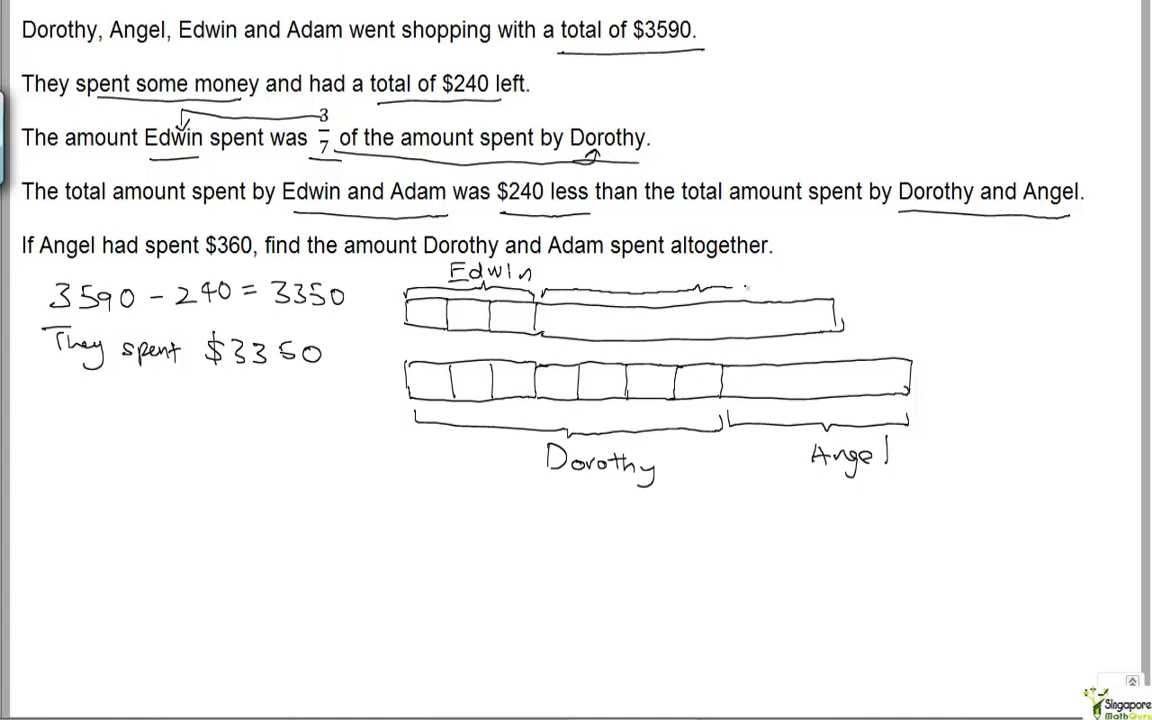 Dorothy, Angel, Edwin and Adam went shopping with a total of $3590.
They spent some money and had a total of $240 left.
The amount Edwin spent was 3/7 of the amount spent by Dorothy.
The total amount spent by Edwin and Adam was $240 less than the total amount spent by Dorothy and Angel.
If Angel had spent $360, find the amount Dorothy and Adam spent altogether.
Edwin
3590 - 240 = 3350
They spent $3350
Dorothy
Angel
Singapore
MathGuru